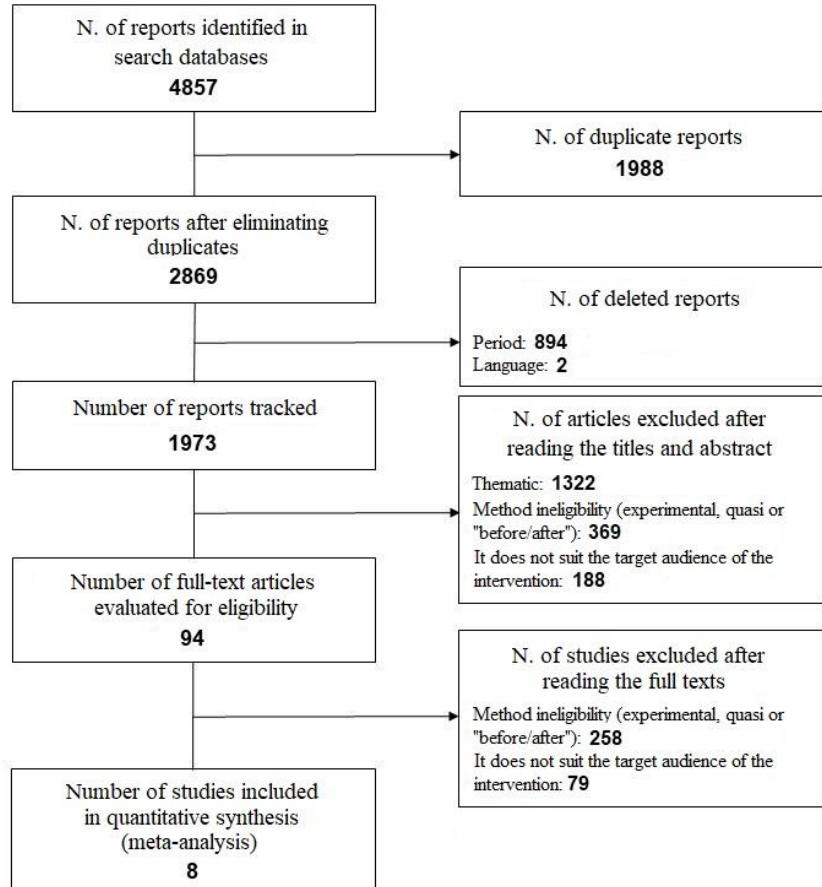 N. of reports identified in
search databases
4857
N. of duplicate reports
1988
N. of reports after eliminating
duplicates
2869
N. of deleted reports
Period: 894
Language: 2
Number of reports tracked
1973
N. of articles excluded after
reading the titles and abstract
Thematic: 1322
Method ineligibility (experimental, quasi or
"before/after"): 369
It does not suit the target audience of the
intervention: 188
Number of full-text articles
evaluated for eligibility
94
N. of studies excluded after
reading the full texts
Method ineligibility (experimental, quasi or
"before/after"): 258
It does not suit the target audience of the
intervention: 79
Number of studies included
in quantitative synthesis
(meta-analysis)
8